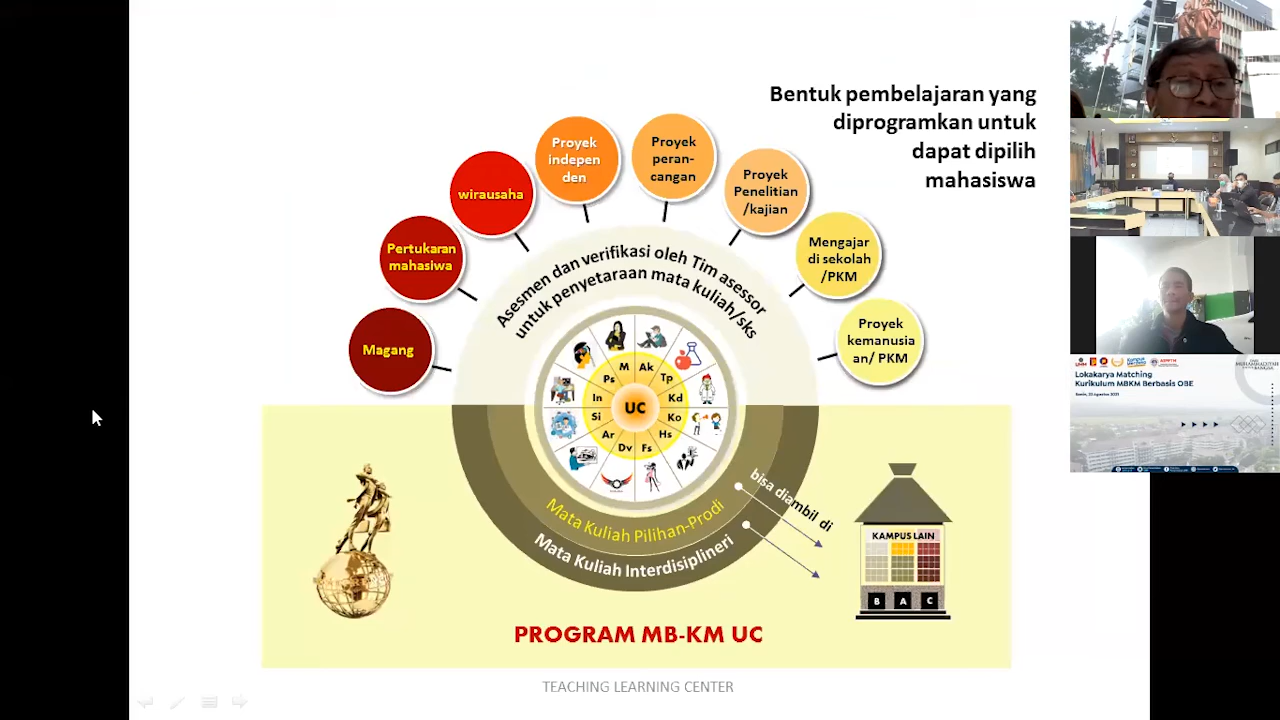 Bentuk pembelajaran yang
diprogramkan untuk
dapat dipilih
mahasiswa
Magang
Pertukaran
mahasiwa
wirausaha
Proyek
indepen
den
Proyek
peran-
cangan
Proyek
Penelitian
/kajian
Mengajar
di sekolah
/PKM
Proyek
kemanusia
an/ PKM
Asesmen dan verifikasi oleh Tim asessor
untuk penyetaraan mata kuliah/sks
M
Ak
Tp
Kd
Ko
Hs
Fs
Dv
Ar
Si
In
Ps
UC
Mata Kuliah Pilihan-Prodi
Mata Kuliah Interdisiplineri
bisa diambil di
KAMPUS LAIN
B A C
PROGRAM MB-KM UC
TEACHING LEARNING CENTER
Lokakarya Matching
Kurikulum MBKM Berbasis OBE